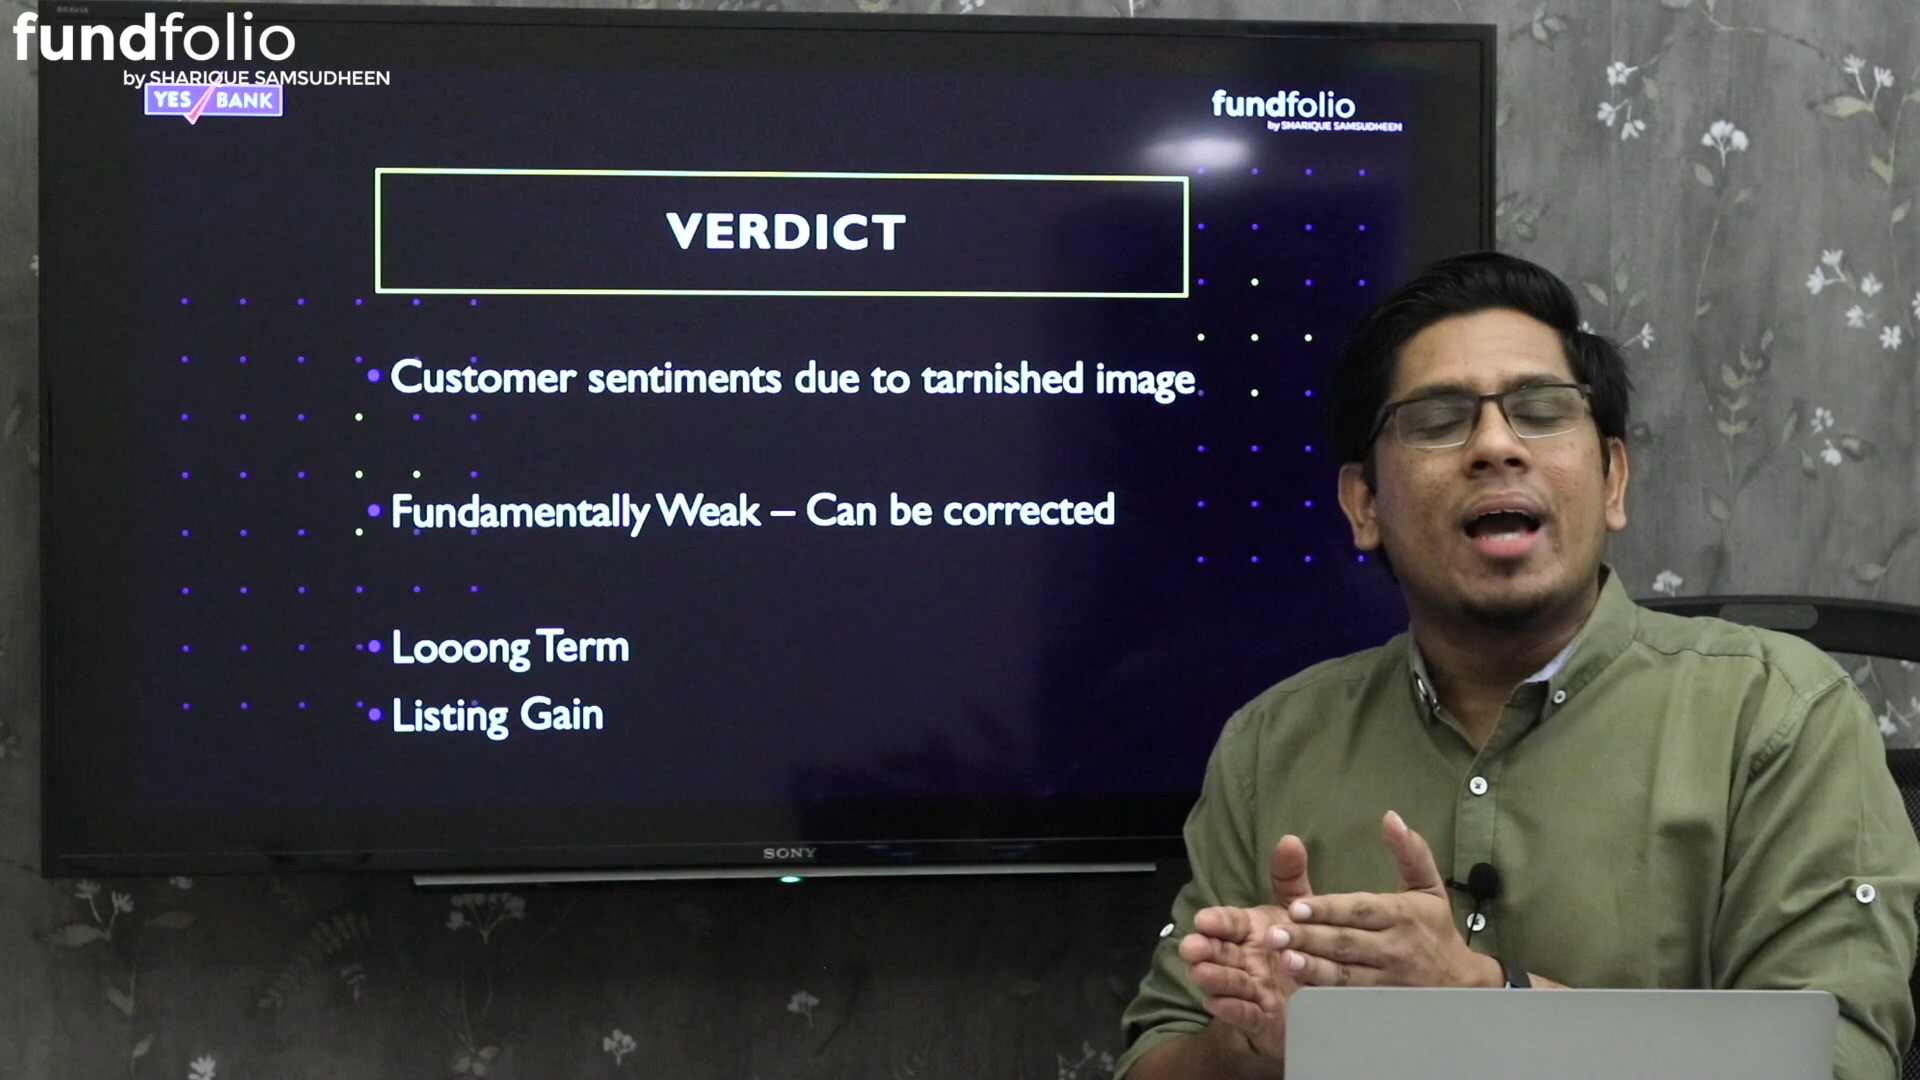 BRAVIA
fundfolio
by SHARIQUE SAMSUDHEEN
YES BANK
fundfolio
by SHARIQUE SAMSUDHEEN
VERDICT
• Customer sentiments due to tarnished image
• Fundamentally Weak – Can be corrected
• Looong Term
• Listing Gain
SONY